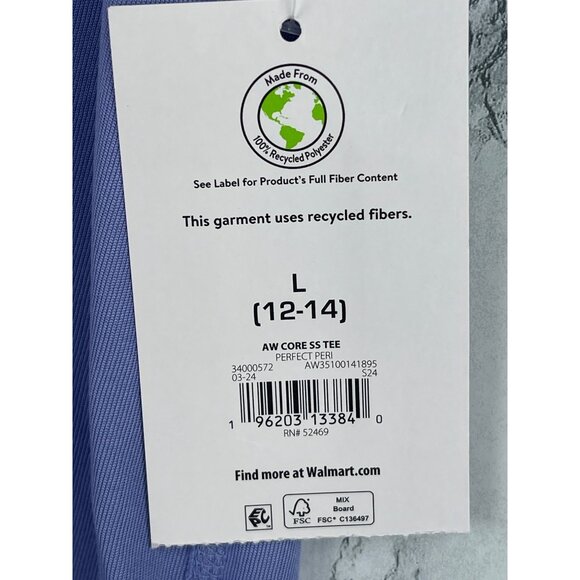 Made From
100% Recycled Polyester
See Label for Product's Full Fiber Content
This garment uses recycled fibers.
L
(12-14)
AW CORE SS TEE
PERFECT PERI
34000572 AW35100141895
03-24 S24
1 96203 13384 0
RN# 52469
Find more at Walmart.com
FSC
MIX
Board
FSC® C136497